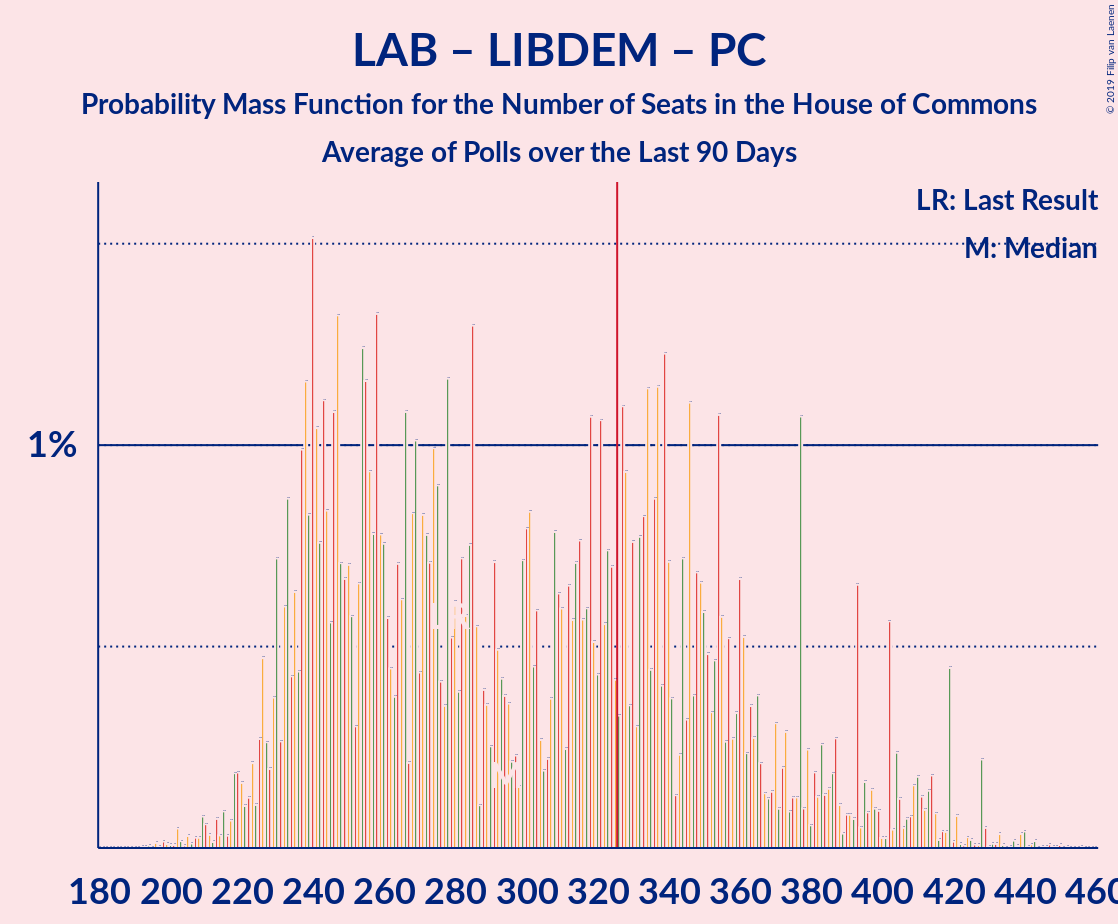 LAB – LIBDEM – PC
Probability Mass Function for the Number of Seats in the House of Commons
Average of Polls over the Last 90 Days
© 2019 Filip van Laenen
LR: Last Result
M: Median
1%
LR
M
180 200 220 240 260 280 300 320 340 360 380 400 420 440 460